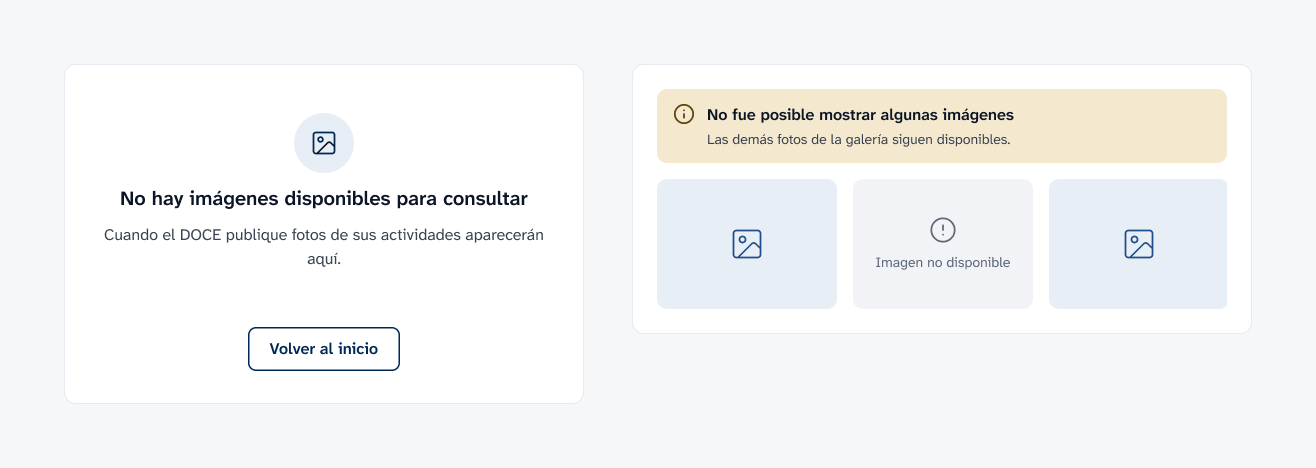 No hay imágenes disponibles para consultar
Cuando el DOCE publique fotos de sus actividades aparecerán
aquí.
Volver al inicio
No fue posible mostrar algunas imágenes
Las demás fotos de la galería siguen disponibles.
Imagen no disponible